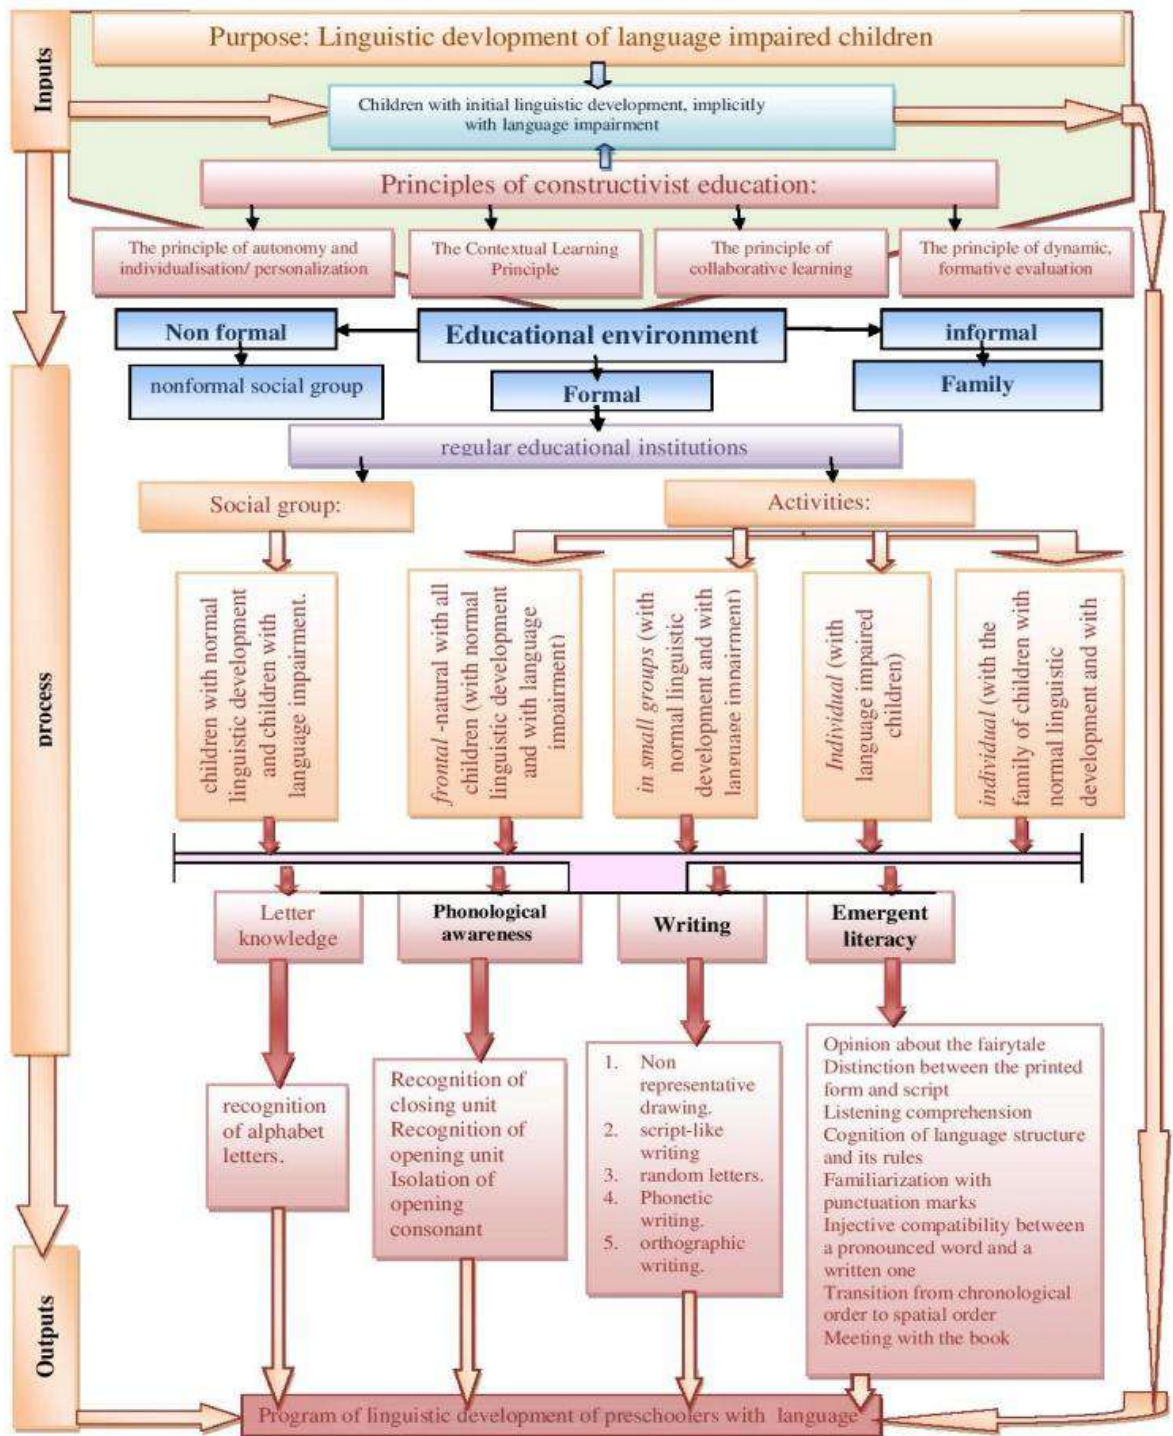 Inputs
Purpose: Linguistic devlopment of language impaired children
Children with initial linguistic development, implicitly
with language impairment
Principles of constructivist education:
The principle of autonomy and
individualisation/ personalization
The Contextual Learning
Principle
The principle of
collaborative learning
The principle of dynamic,
formative evaluation
Non formal
Educational environment
informal
nonformal social group
Formal
Family
regular educational institutions
process
Social group:
Activities:
children with normal
linguistic development
and children with
language impairment.
frontal -natural with all
children (with normal
linguistic development
and with language
impairment)
in small groups (with
normal linguistic
development and with
language impairment)
Individual (with
language impaired
children)
individual (with the
family of children with
normal linguistic
development and with
Letter
knowledge
Phonological
awareness
Writing
Emergent
literacy
recognition
of alphabet
letters.
Recognition of
closing unit
Recognition of
opening unit
Isolation of
opening
consonant
1. Non
representative
drawing.
2. script-like
writing
3. random letters.
4. Phonetic
writing.
5. orthographic
writing.
Opinion about the fairytale
Distinction between the printed
form and script
Listening comprehension
Cognition of language structure
and its rules
Familiarization with
punctuation marks
Injective compatibility between
a pronounced word and a
written one
Transition from chronological
order to spatial order
Meeting with the book
Outputs
Program of linguistic development of preschoolers with language